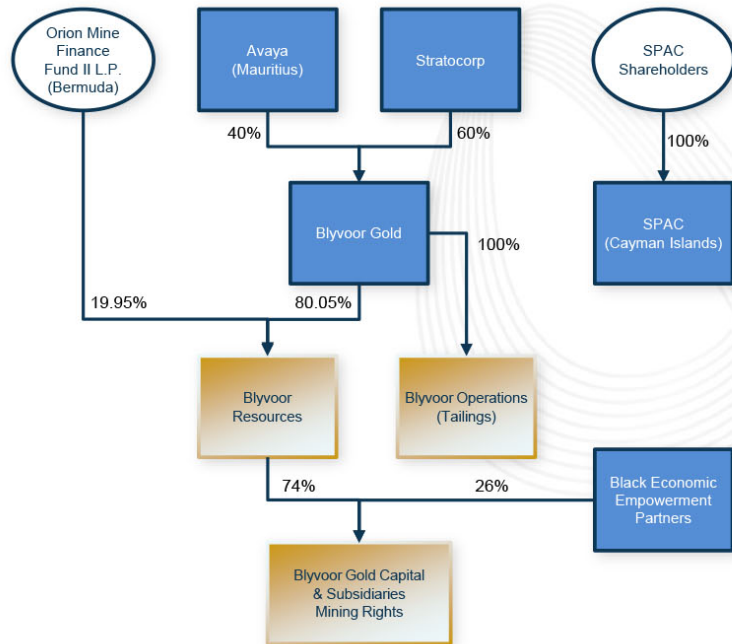 Orion Mine
Finance
Fund II L.P.
(Bermuda)
Avaya
(Mauritius)
Stratocorp
SPAC
Shareholders
40%
60%
100%
Blyvoor Gold
SPAC
(Cayman Islands)
100%
19.95%
80.05%
Blyvoor
Resources
Blyvoor Operations
(Tailings)
Black Economic
Empowerment
Partners
74%
26%
Blyvoor Gold Capital
& Subsidiaries
Mining Rights